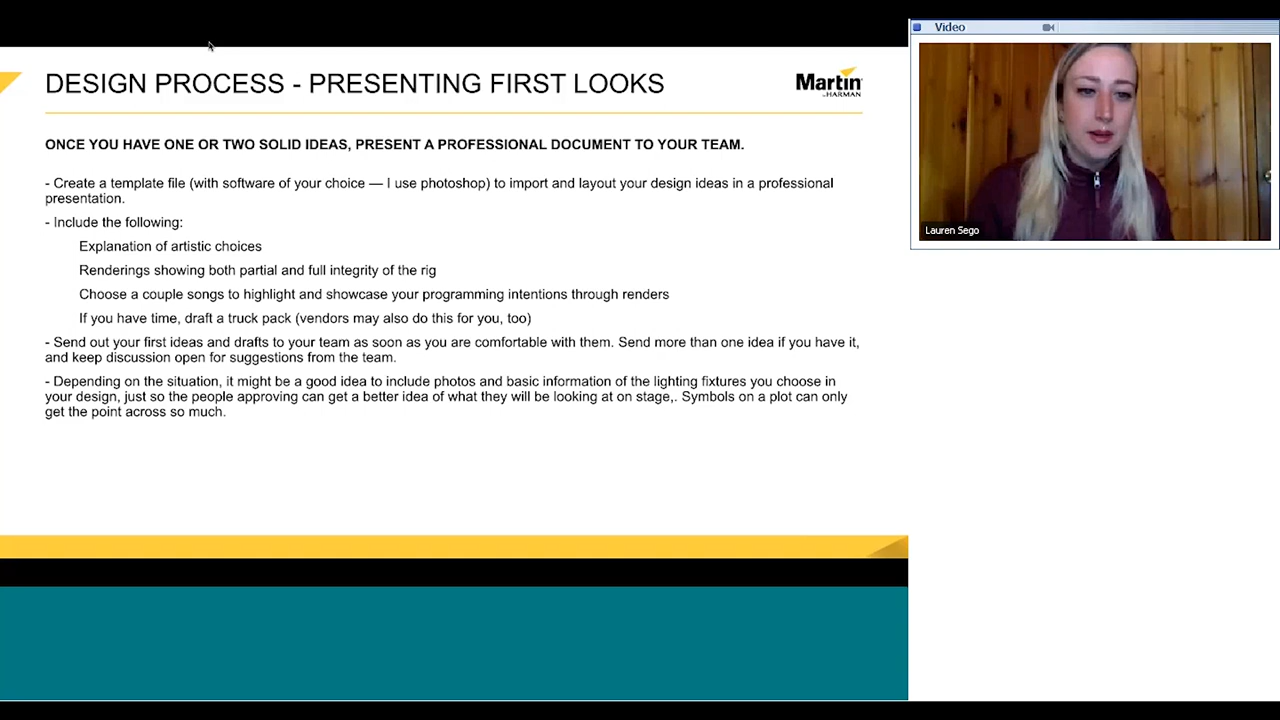 DESIGN PROCESS - PRESENTING FIRST LOOKS
Martin
by HARMAN
ONCE YOU HAVE ONE OR TWO SOLID IDEAS, PRESENT A PROFESSIONAL DOCUMENT TO YOUR TEAM.
- Create a template file (with software of your choice — I use photoshop) to import and layout your design ideas in a professional
presentation.
- Include the following:
Explanation of artistic choices
Renderings showing both partial and full integrity of the rig
Choose a couple songs to highlight and showcase your programming intentions through renders
If you have time, draft a truck pack (vendors may also do this for you, too)
- Send out your first ideas and drafts to your team as soon as you are comfortable with them. Send more than one idea if you have it,
and keep discussion open for suggestions from the team.
- Depending on the situation, it might be a good idea to include photos and basic information of the lighting fixtures you choose in
your design, just so the people approving can get a better idea of what they will be looking at on stage,. Symbols on a plot can only
get the point across so much.
Video
Lauren Sego